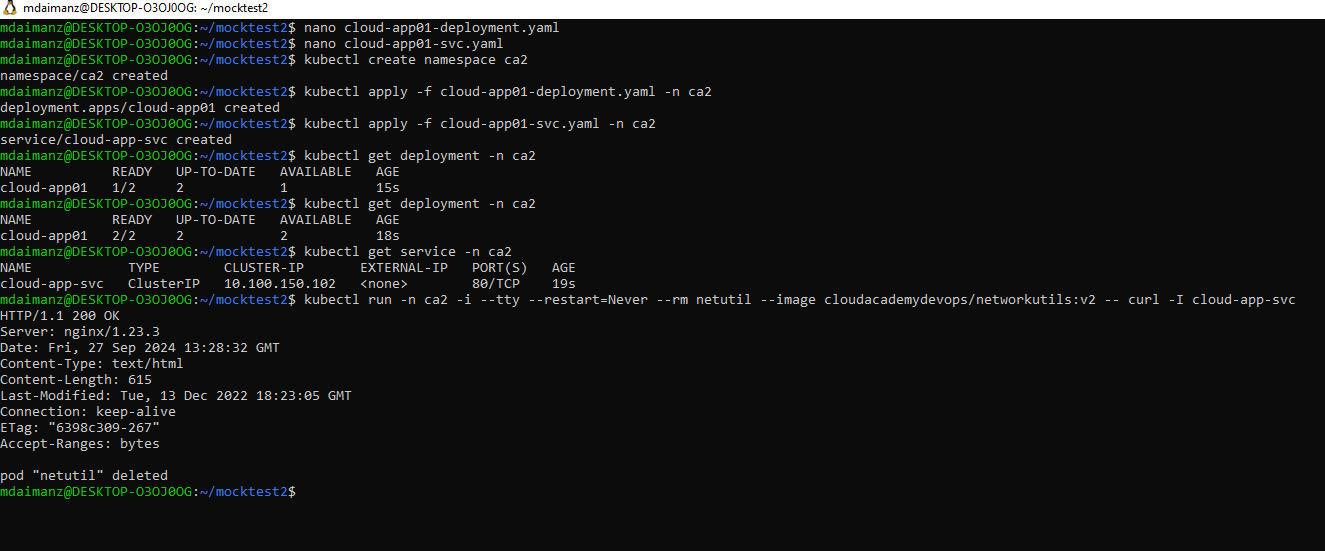 mdaimanz@DESKTOP-O3OJ0OG: ~/mocktest2
mdaimanz@DESKTOP-O3OJ0OG:~/mocktest2$ nano cloud-app01-deployment.yaml
mdaimanz@DESKTOP-O3OJ0OG:~/mocktest2$ nano cloud-app01-svc.yaml
mdaimanz@DESKTOP-O3OJ0OG:~/mocktest2$ kubectl create namespace ca2
namespace/ca2 created
mdaimanz@DESKTOP-O3OJ0OG:~/mocktest2$ kubectl apply -f cloud-app01-deployment.yaml -n ca2
deployment.apps/cloud-app01 created
mdaimanz@DESKTOP-O3OJ0OG:~/mocktest2$ kubectl apply -f cloud-app01-svc.yaml -n ca2
service/cloud-app-svc created
mdaimanz@DESKTOP-O3OJ0OG:~/mocktest2$ kubectl get deployment -n ca2
NAME          READY   UP-TO-DATE   AVAILABLE   AGE
cloud-app01   1/2     2            1           15s
mdaimanz@DESKTOP-O3OJ0OG:~/mocktest2$ kubectl get deployment -n ca2
NAME          READY   UP-TO-DATE   AVAILABLE   AGE
cloud-app01   2/2     2            2           18s
mdaimanz@DESKTOP-O3OJ0OG:~/mocktest2$ kubectl get service -n ca2
NAME            TYPE        CLUSTER-IP       EXTERNAL-IP   PORT(S)   AGE
cloud-app-svc   ClusterIP   10.100.150.102   <none>        80/TCP    19s
mdaimanz@DESKTOP-O3OJ0OG:~/mocktest2$ kubectl run -n ca2 -i --tty --restart=Never --rm netutil --image cloudacademydevops/networkutils:v2 -- curl -I cloud-app-svc
HTTP/1.1 200 OK
Server: nginx/1.23.3
Date: Fri, 27 Sep 2024 13:28:32 GMT
Content-Type: text/html
Content-Length: 615
Last-Modified: Tue, 13 Dec 2022 18:23:05 GMT
Connection: keep-alive
ETag: "6398c309-267"
Accept-Ranges: bytes
pod "netutil" deleted
mdaimanz@DESKTOP-O3OJ0OG:~/mocktest2$